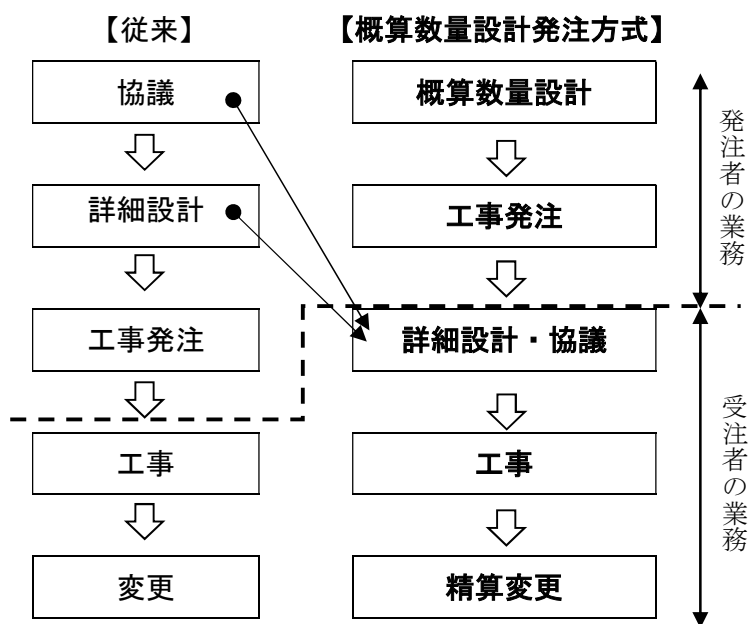 【従来】
協議
詳細設計
工事発注
工事
変更
【概算数量設計発注方式】
概算数量設計
工事発注
詳細設計・協議
工事
精算変更
発注者の業務
受注者の業務